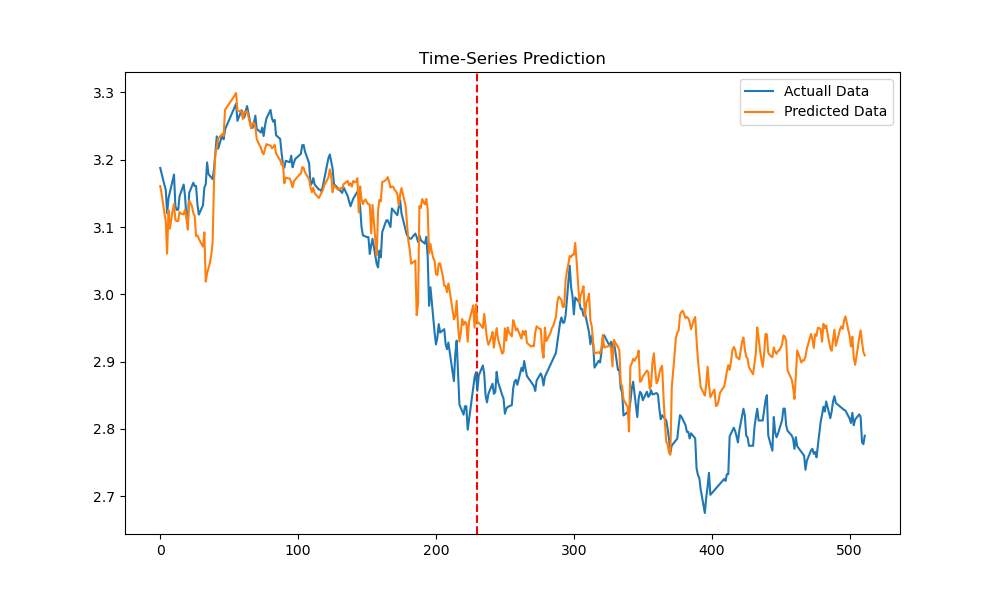 Time-Series Prediction
Actuall Data
Predicted Data
3.3
3.2
3.1
3.0
2.9
2.8
2.7
0 100 200 300 400 500